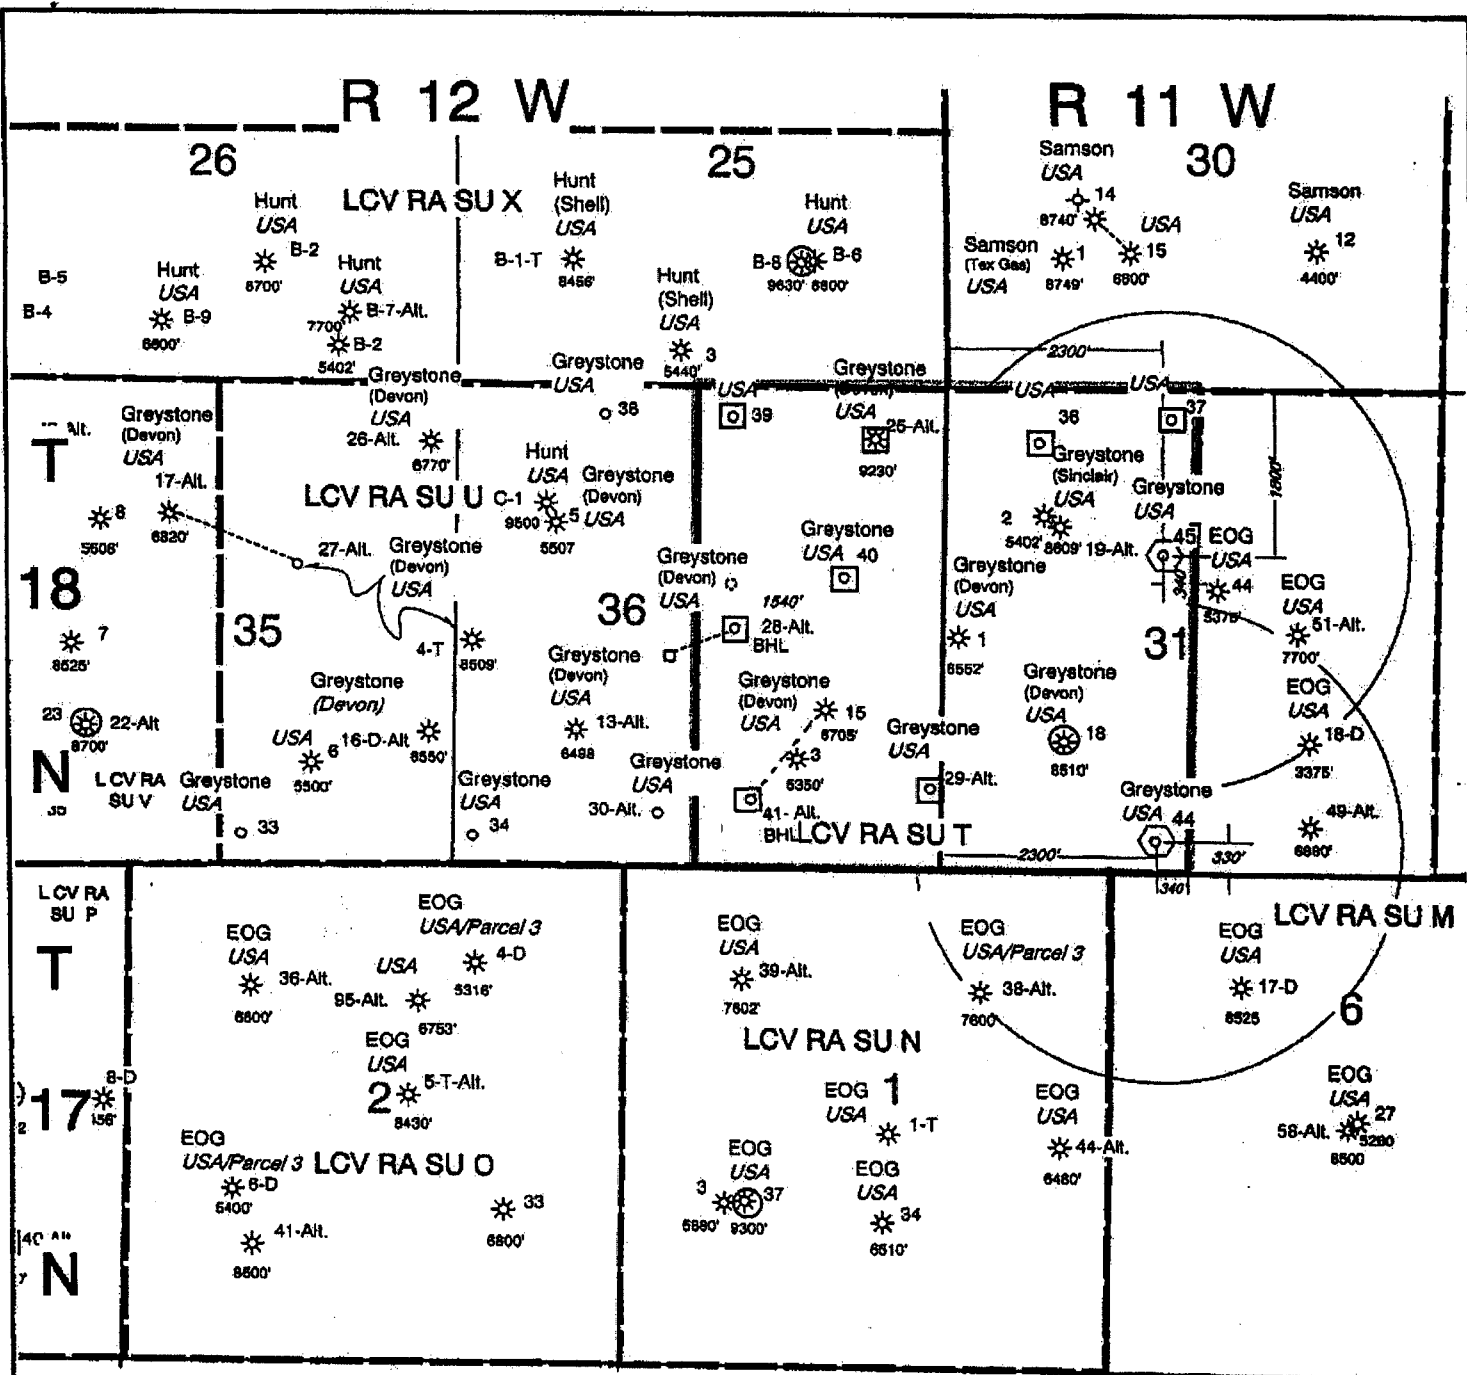 R 12 W
R 11 W
26
25
30
LCV RA SU X
Hunt
USA
B-2
6700'
B-5
B-4
Hunt
USA
B-9
6600'
Hunt
USA
B-7-Alt.
7700'
B-2
5402'
Hunt
(Shell)
USA
B-1-T
8456'
Hunt
(Shell)
USA
3
5440'
Hunt
USA
B-8
B-6
9630' 6800'
Samson
USA
14
8740'
USA
15
6800'
Samson
(Tex Gas)
USA
1
8749'
Samson
USA
12
4400'
2300'
T
18
N
Alt.
Greystone
(Devon)
USA
17-Alt.
6820'
8
5506'
7
8525'
23
22-Alt
8700'
LCV RA
SU V
Greystone
USA
33
35
Greystone
(Devon)
USA
26-Alt.
6770'
LCV RA SU U
27-Alt.
Greystone
(Devon)
USA
4-T
8509'
Greystone
(Devon)
USA
6
5500'
16-D-Alt
6550'
Greystone
USA
34
Greystone
USA
38
Hunt
USA
C-1
9500
Greystone
(Devon)
USA
5
5507
36
Greystone
(Devon)
USA
13-Alt.
6498
Greystone
USA
30-Alt.
USA
39
Greystone
(Devon)
USA
25-Alt.
9230'
Greystone
USA 40
Greystone
(Devon)
USA
1540'
28-Alt.
BHL
Greystone
(Devon)
USA
15
6705'
3
5350'
41- Alt.
BHL
LCV RA SU T
Greystone
USA
29-Alt.
USA
38
USA
37
Greystone
(Sinclair)
USA
2
5402'
8609' 19-Alt.
Greystone
USA
45
1800'
340'
EOG
USA
44
5375'
Greystone
(Devon)
USA
1
8552'
31
EOG
USA
51-Alt.
7700'
Greystone
(Devon)
USA
18
8510'
EOG
USA
18-D
3375'
Greystone
USA 44
2300'
330'
340'
49-Alt.
6880'
LCV RA
SU P
T
17
N
8-D
EOG
USA
36-Alt.
6600'
EOG
USA/Parcel 3
4-D
5316'
USA
95-Alt.
6753'
EOG
USA
2
5-T-Alt.
8430'
EOG
USA/Parcel 3
6-D
5400'
LCV RA SU O
41-Alt.
8500'
33
6800'
EOG
USA
39-Alt.
7602'
LCV RA SU N
EOG
USA/Parcel 3
38-Alt.
7600'
EOG
USA
1
1-T
EOG
USA
3
37
5880' 9300'
EOG
USA
34
6510'
EOG
USA
44-Alt.
6460'
LCV RA SU M
EOG
USA
17-D
8525
6
EOG
USA
27
5280
58-Alt.
8500